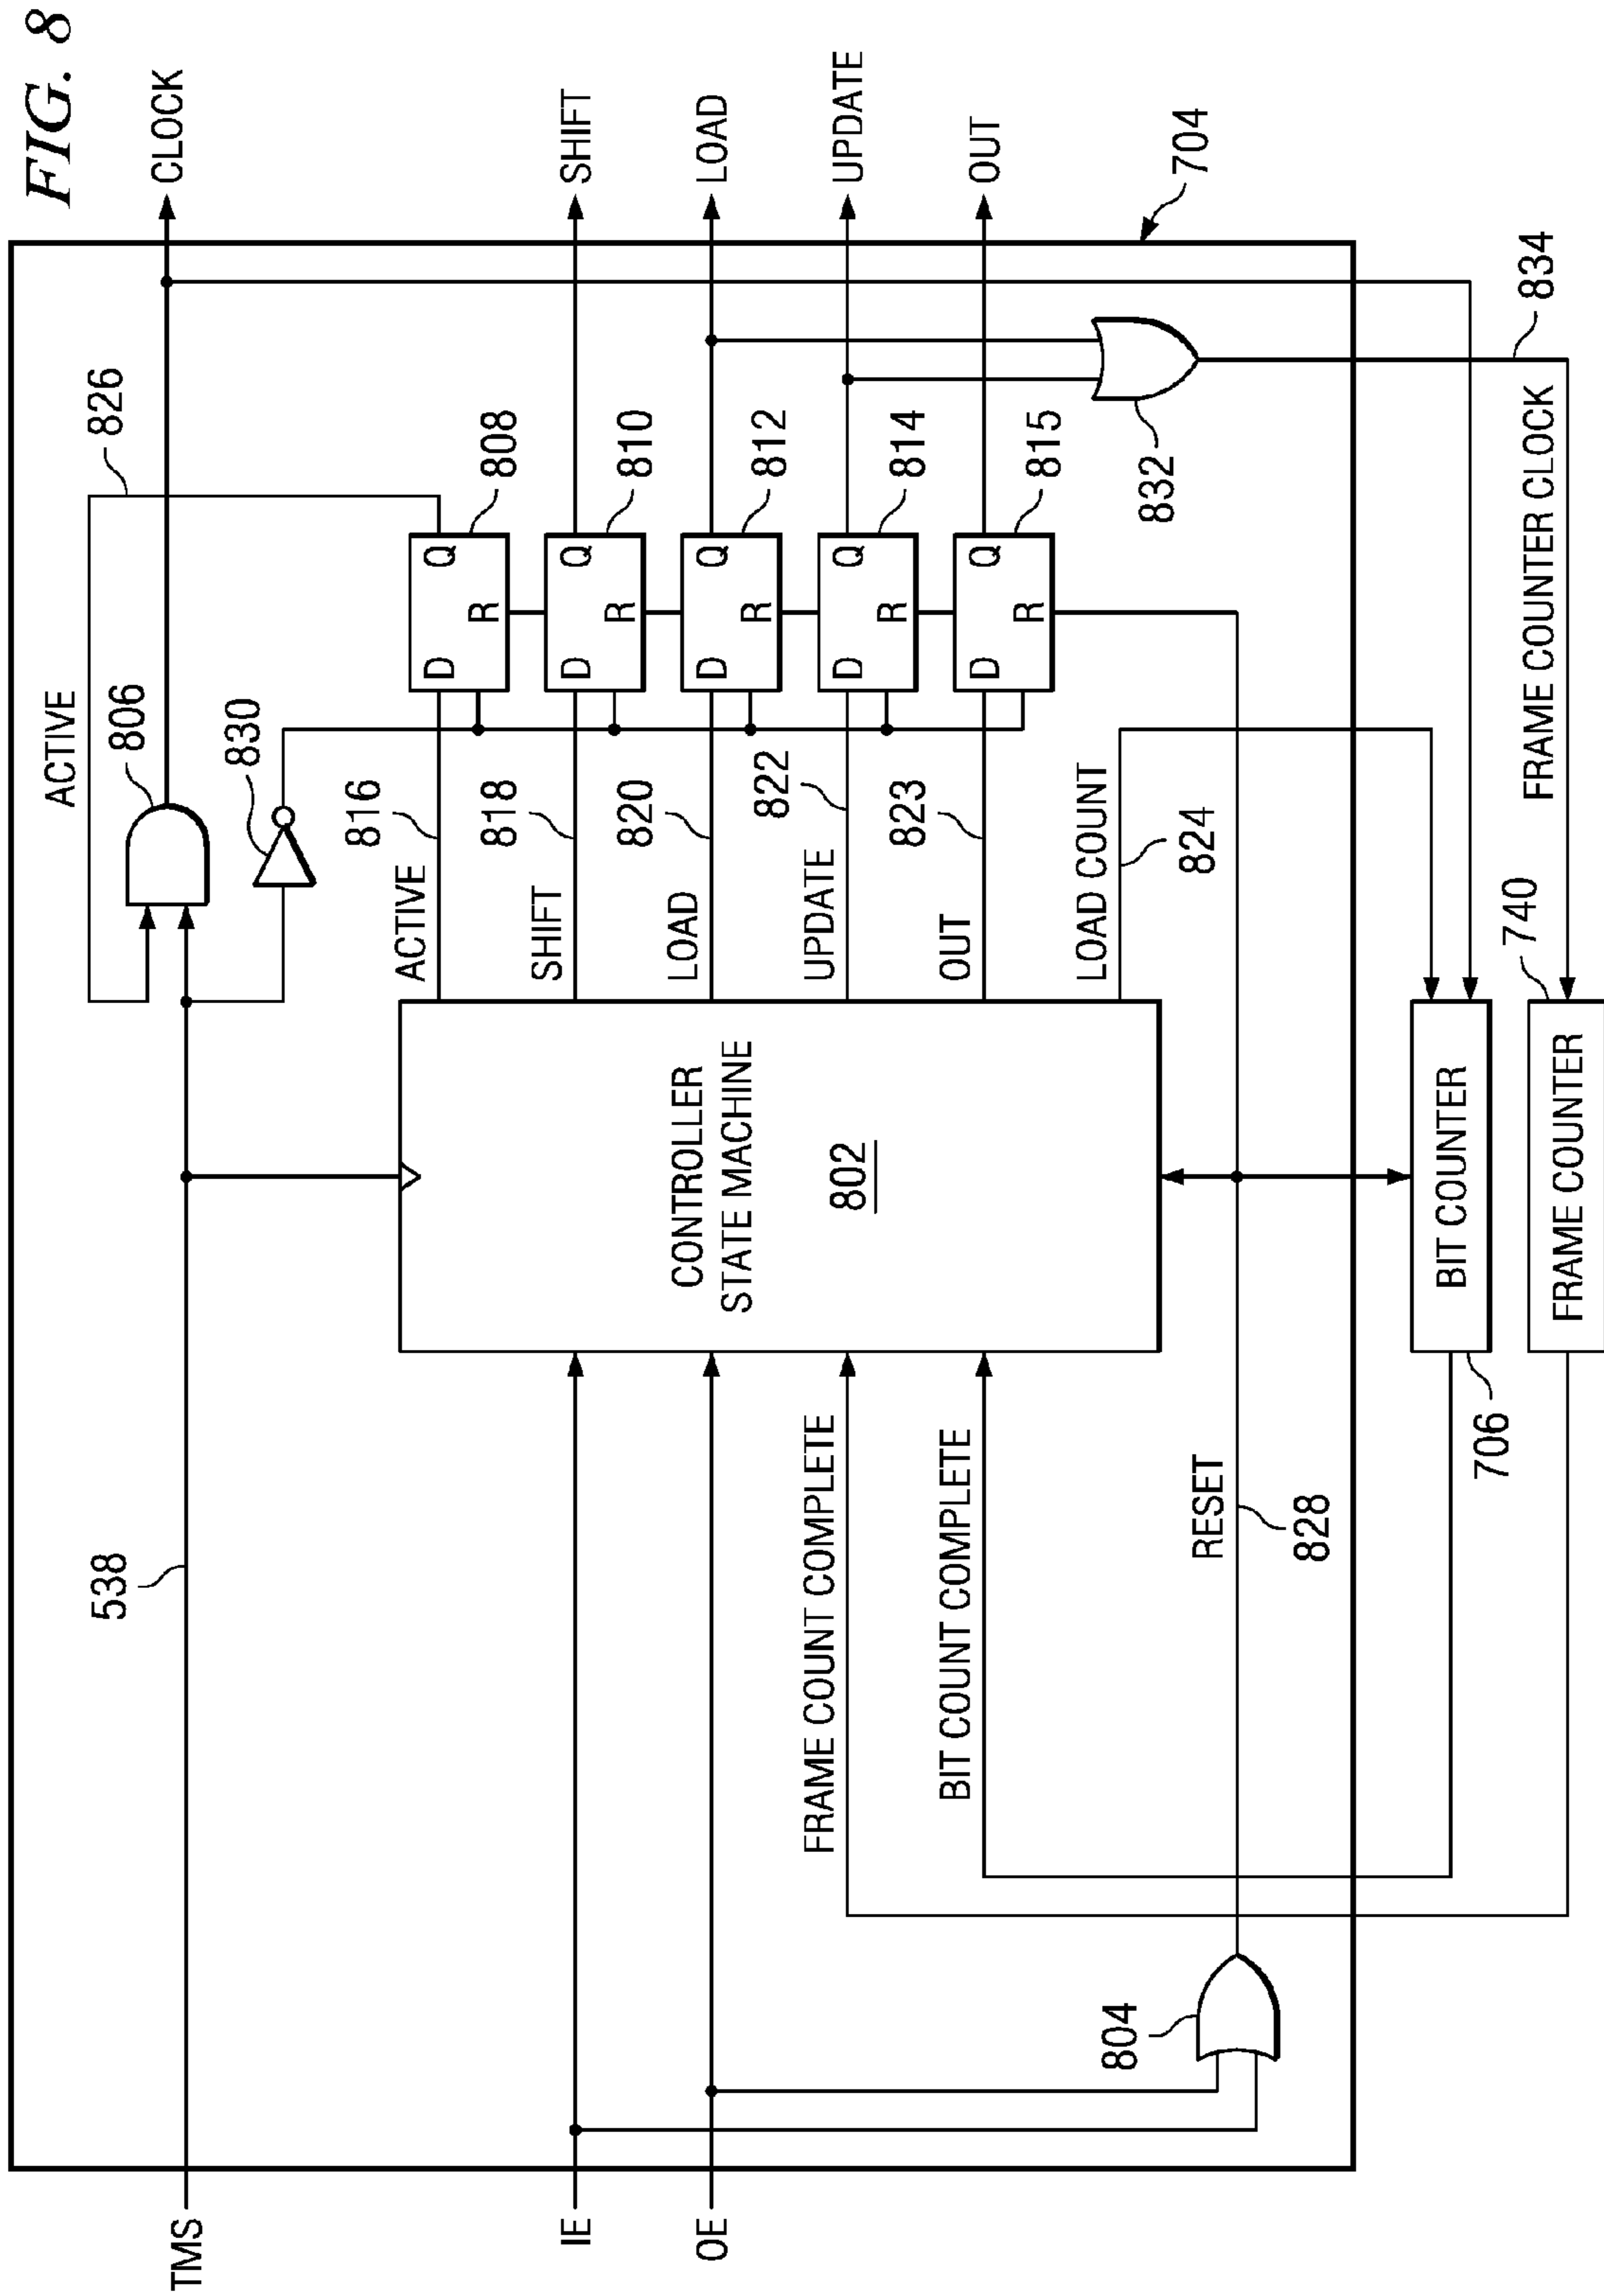 FIG. 8
TMS
538
ACTIVE
826
CLOCK
806
830
IE
OE
CONTROLLER
STATE MACHINE
802
ACTIVE
816
D Q
R
808
SHIFT
818
D Q
R
810
SHIFT
LOAD
820
D Q
R
812
LOAD
FRAME COUNT COMPLETE
UPDATE
822
D Q
R
814
UPDATE
BIT COUNT COMPLETE
OUT
823
D Q
R
815
OUT
LOAD COUNT
824
832
704
804
RESET
828
BIT COUNTER
706
FRAME COUNTER
740
FRAME COUNTER CLOCK
834